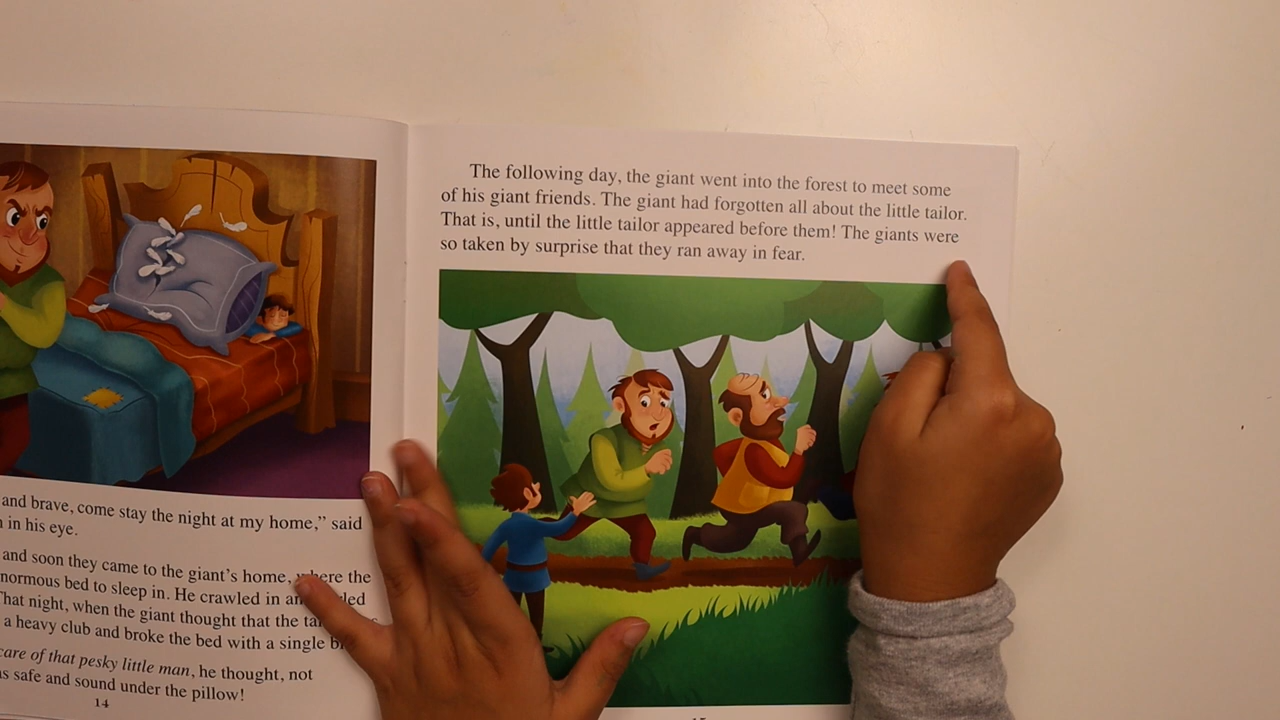 and brave, come stay the night at my home,” said
in his eye.
and soon they came to the giant’s home, where the
normous bed to sleep in. He crawled in an
That night, when the giant thought that the
a heavy club and broke the bed with a single
care of that pesky little man, he thought, not
s safe and sound under the pillow!
14
The following day, the giant went into the forest to meet some
of his giant friends. The giant had forgotten all about the little tailor.
That is, until the little tailor appeared before them! The giants were
so taken by surprise that they ran away in fear.